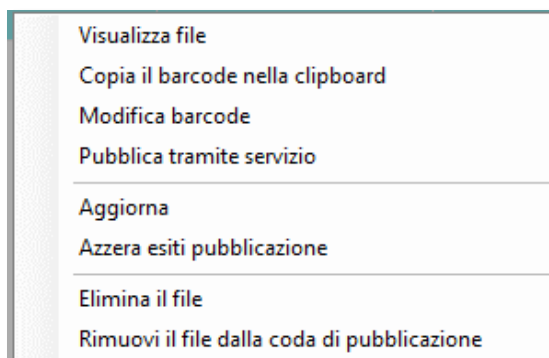 Visualizza file
Copia il barcode nella clipboard
Modifica barcode
Pubblica tramite servizio
Aggiorna
Azzera esiti pubblicazione
Elimina il file
Rimuovi il file dalla coda di pubblicazione